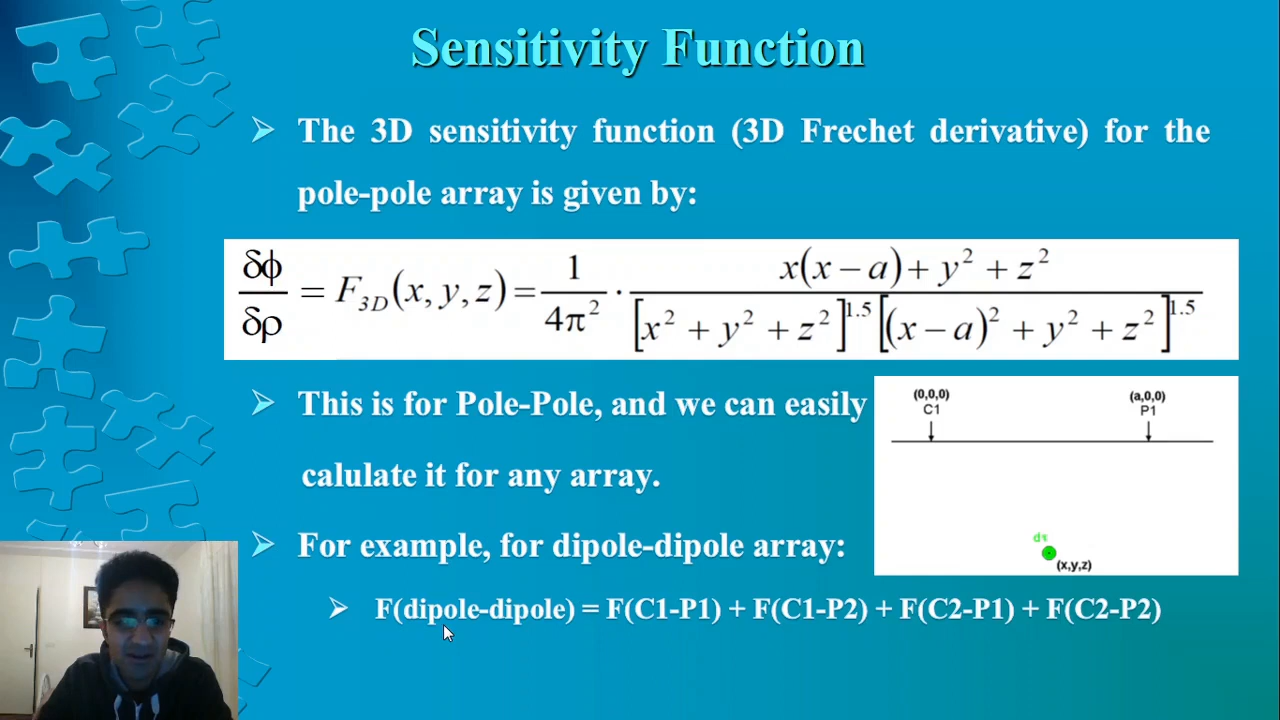 Sensitivity Function
The 3D sensitivity function (3D Frechet derivative) for the
pole-pole array is given by:
δϕ/δρ = F_{3D}(x, y, z) = 1/4π² · x(x − a) + y² + z² / [x² + y² + z²]^{1.5} [(x − a)² + y² + z²]^{1.5}
This is for Pole-Pole, and we can easily
calulate it for any array.
(0,0,0) (a,0,0)
C1 P1
dτ
(x,y,z)
For example, for dipole-dipole array:
F(dipole-dipole) = F(C1-P1) + F(C1-P2) + F(C2-P1) + F(C2-P2)